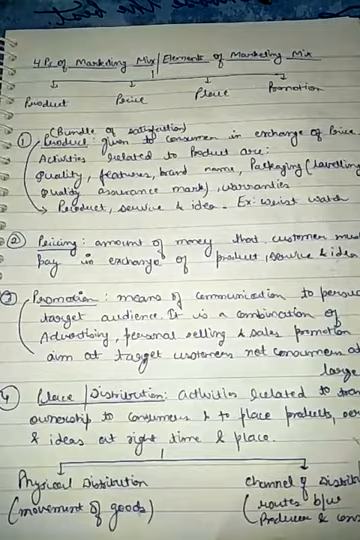 4 Ps of Marketing Mix / Elements of Marketing Mix
Product Price Place Promotion
(Bundle of satisfaction)
① Product: given to consumer in exchange of Price.
Activities related to Product are:
Quality, features, brand name, Packaging (labelling
quality assurance mark), warranties
→ Product, service & idea. Ex: wrist watch
② Pricing: amount of money that customer must
pay in exchange of product, service & idea
③ Promotion: means of communication to persu
target audience. It is a combination of
Advertising, personal selling & sales promotion
aim at target customers not consumers at
large
④ Place / Distribution: Activities related to tran
ownership to consumers & to place products, ser
& ideas at right time & place.
Physical Distribution Channel of Distrib
(movement of goods) (routes b/w
Producer & cons